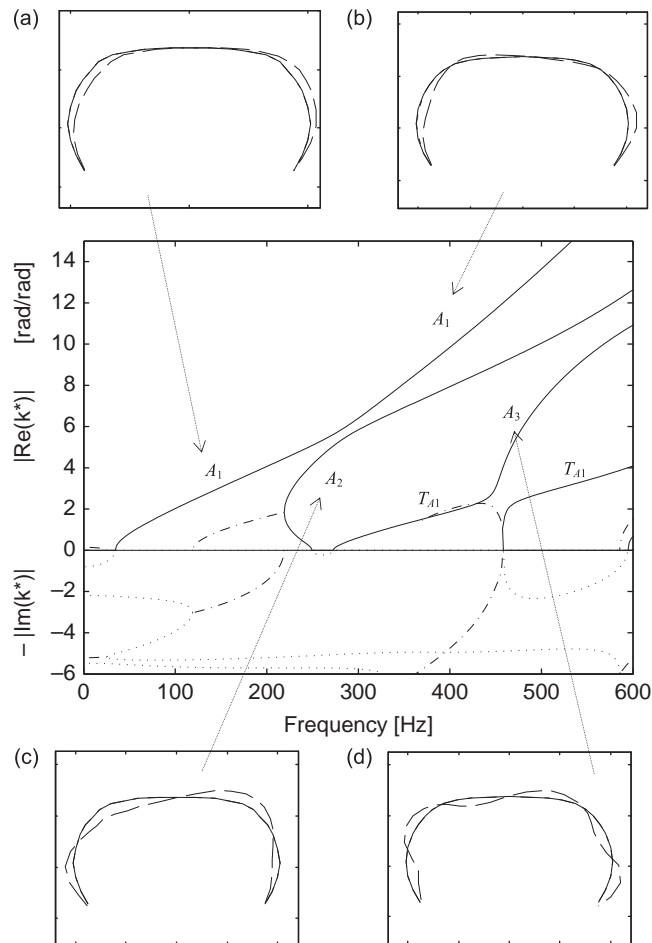 (a)
(b)
|Re(k*)| [rad/rad]
– |Im(k*)|
14
12
10
8
6
4
2
0
–2
–4
–6
A1
A1
A2
A3
TA1
TA1
0
100
200
300
400
500
600
Frequency [Hz]
(c)
(d)